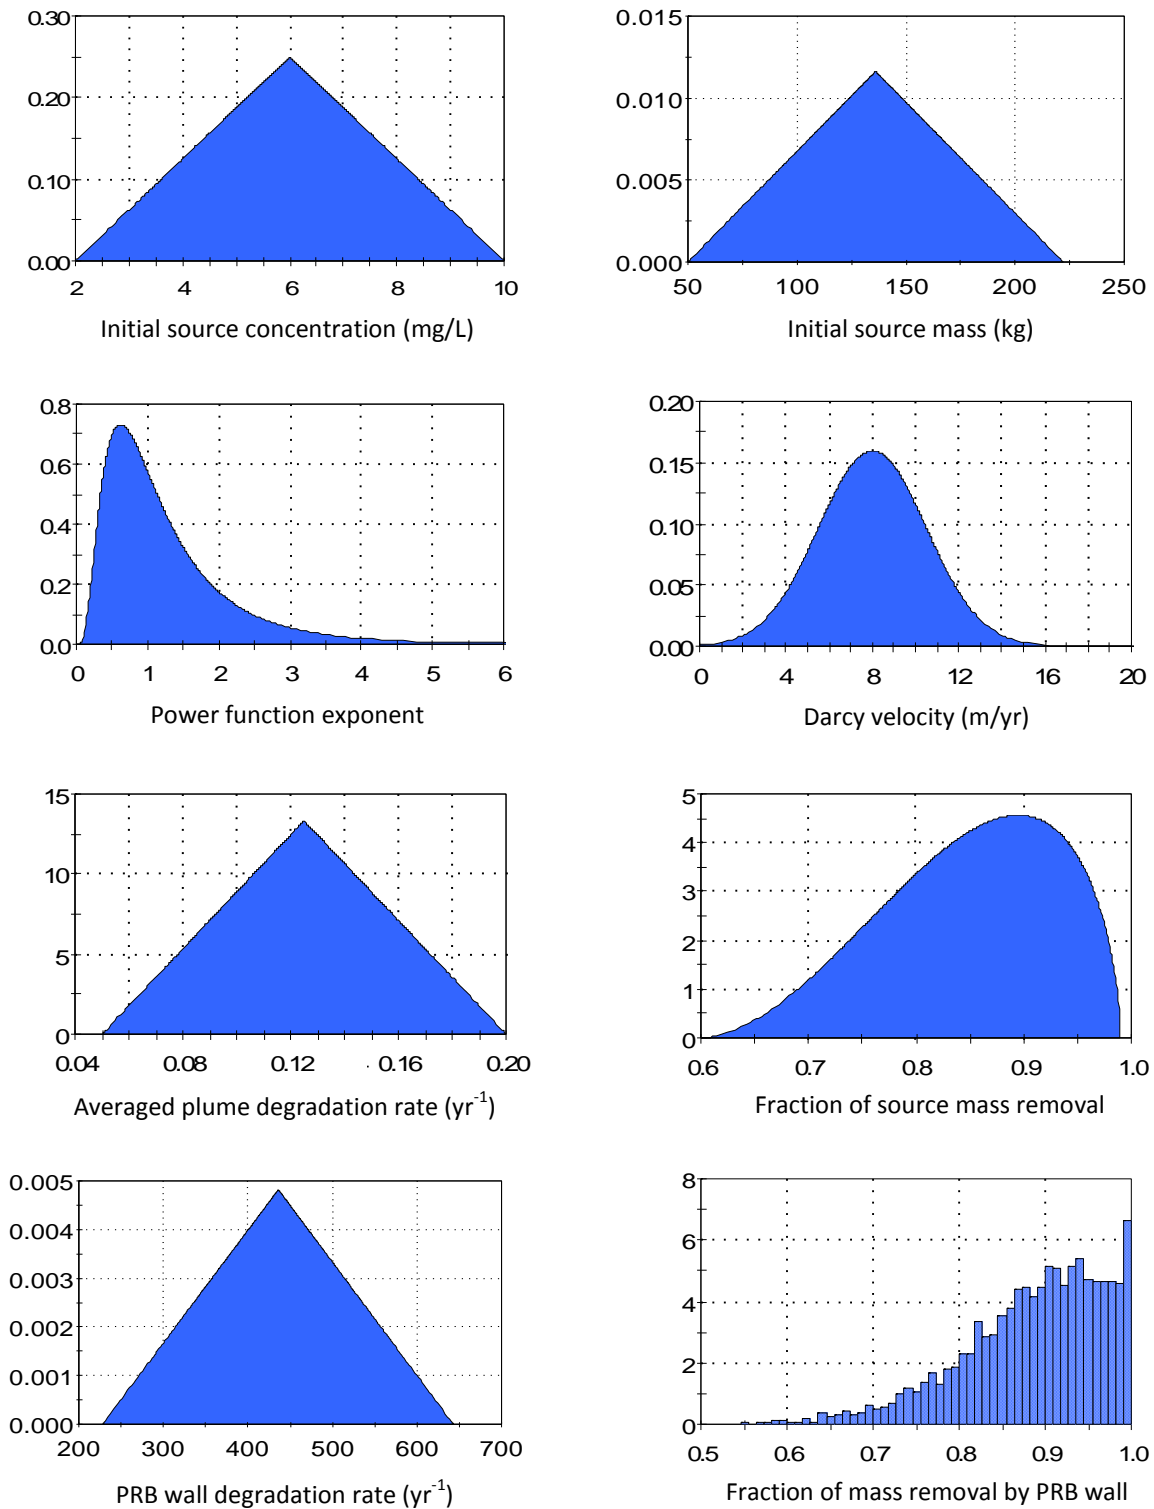 0.30
0.20
0.10
0.00
2 4 6 8 10
Initial source concentration (mg/L)
0.015
0.010
0.005
0.000
50 100 150 200 250
Initial source mass (kg)
0.8
0.6
0.4
0.2
0.0
0 1 2 3 4 5 6
Power function exponent
0.20
0.15
0.10
0.05
0.00
0 4 8 12 16 20
Darcy velocity (m/yr)
15
10
5
0
0.04 0.08 0.12 0.16 0.20
Averaged plume degradation rate (yr⁻¹)
5
4
3
2
1
0
0.6 0.7 0.8 0.9 1.0
Fraction of source mass removal
0.005
0.004
0.003
0.002
0.001
0.000
200 300 400 500 600 700
PRB wall degradation rate (yr⁻¹)
8
6
4
2
0
0.5 0.6 0.7 0.8 0.9 1.0
Fraction of mass removal by PRB wall